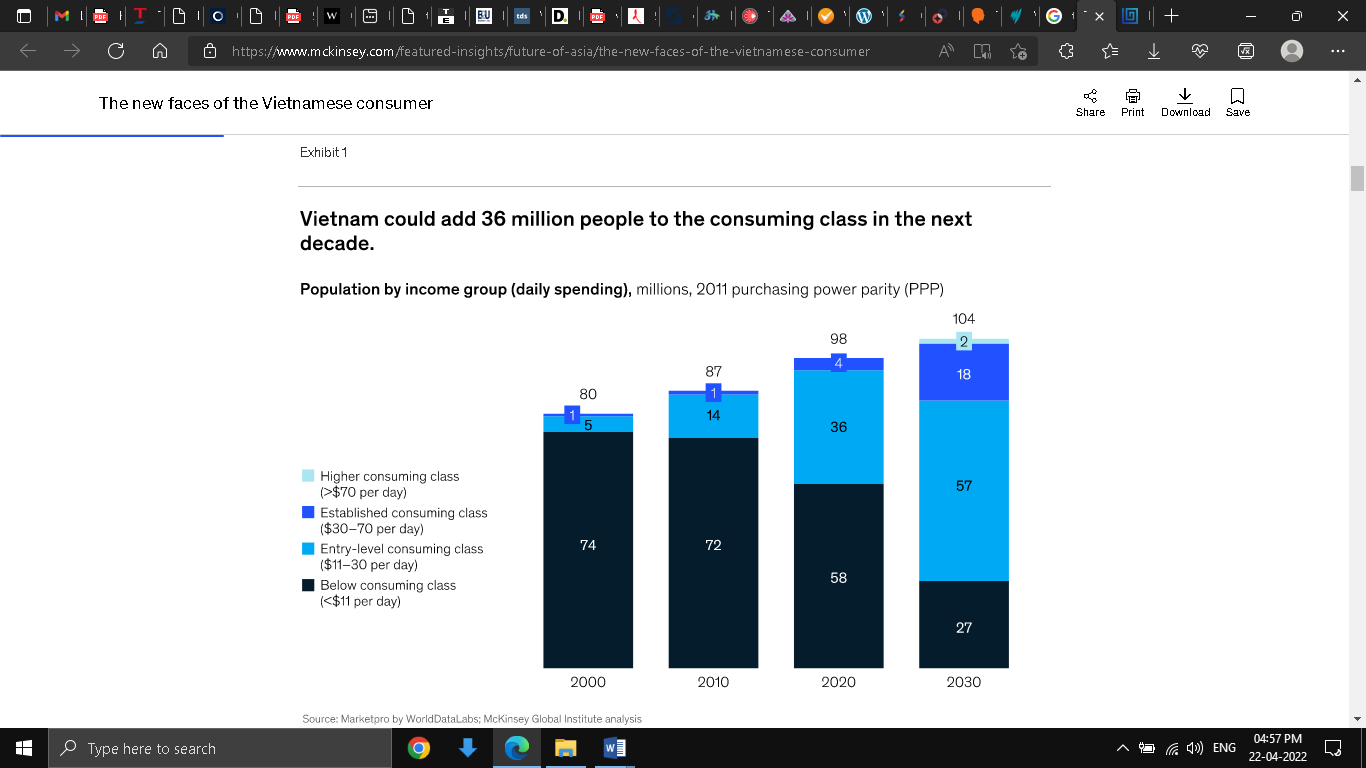 https://www.mckinsey.com/featured-insights/future-of-asia/the-new-faces-of-the-vietnamese-consumer
The new faces of the Vietnamese consumer
Share Print Download Save
Exhibit 1
Vietnam could add 36 million people to the consuming class in the next
decade.
Population by income group (daily spending), millions, 2011 purchasing power parity (PPP)
80 87 98 104
1 1 4 2
5 14 36 18
74 72 58 57
27
Higher consuming class
(>$70 per day)
Established consuming class
($30–70 per day)
Entry-level consuming class
($11–30 per day)
Below consuming class
(<$11 per day)
2000 2010 2020 2030
Source: Marketpro by WorldDataLabs; McKinsey Global Institute analysis
Type here to search
ENG
04:57 PM
22-04-2022